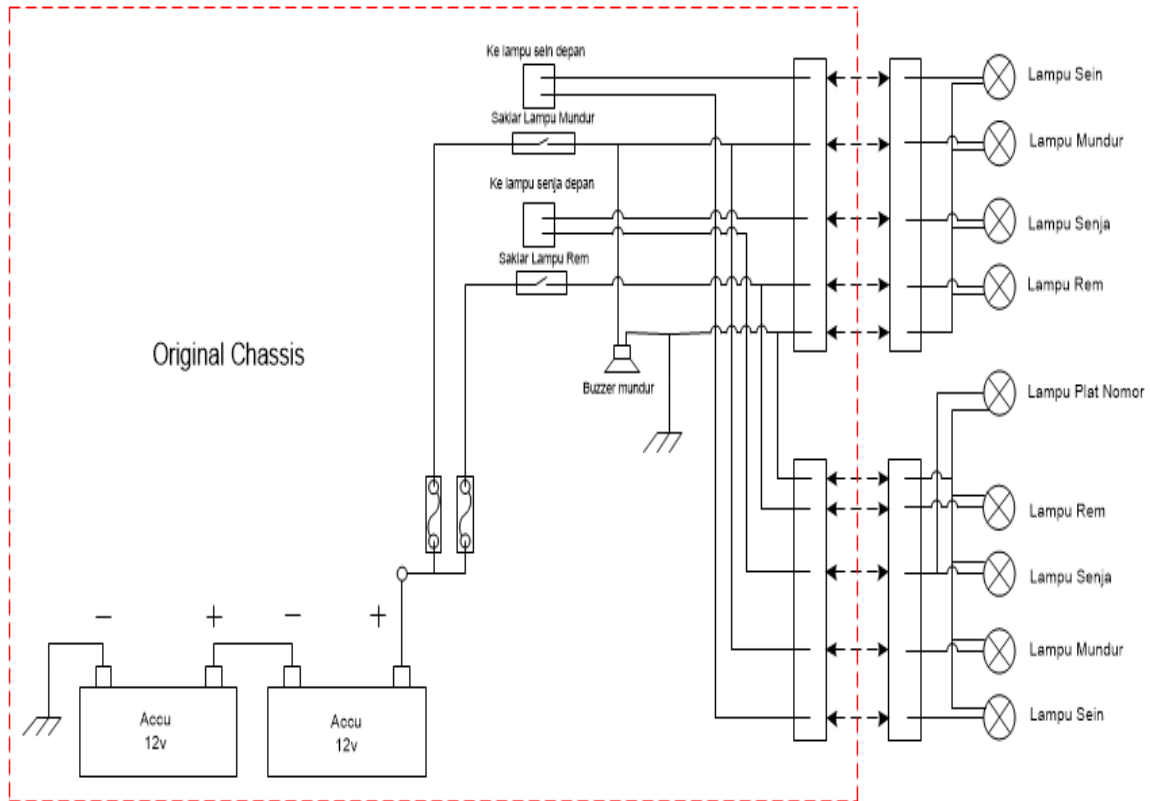 Ke lampu sein depan
Lampu Sein
Saklar Lampu Mundur
Lampu Mundur
Ke lampu senja depan
Lampu Senja
Saklar Lampu Rem
Lampu Rem
Original Chassis
Buzzer mundur
Lampu Plat Nomor
Lampu Rem
Lampu Senja
− + − +
Lampu Mundur
Accu
12v
Accu
12v
Lampu Sein